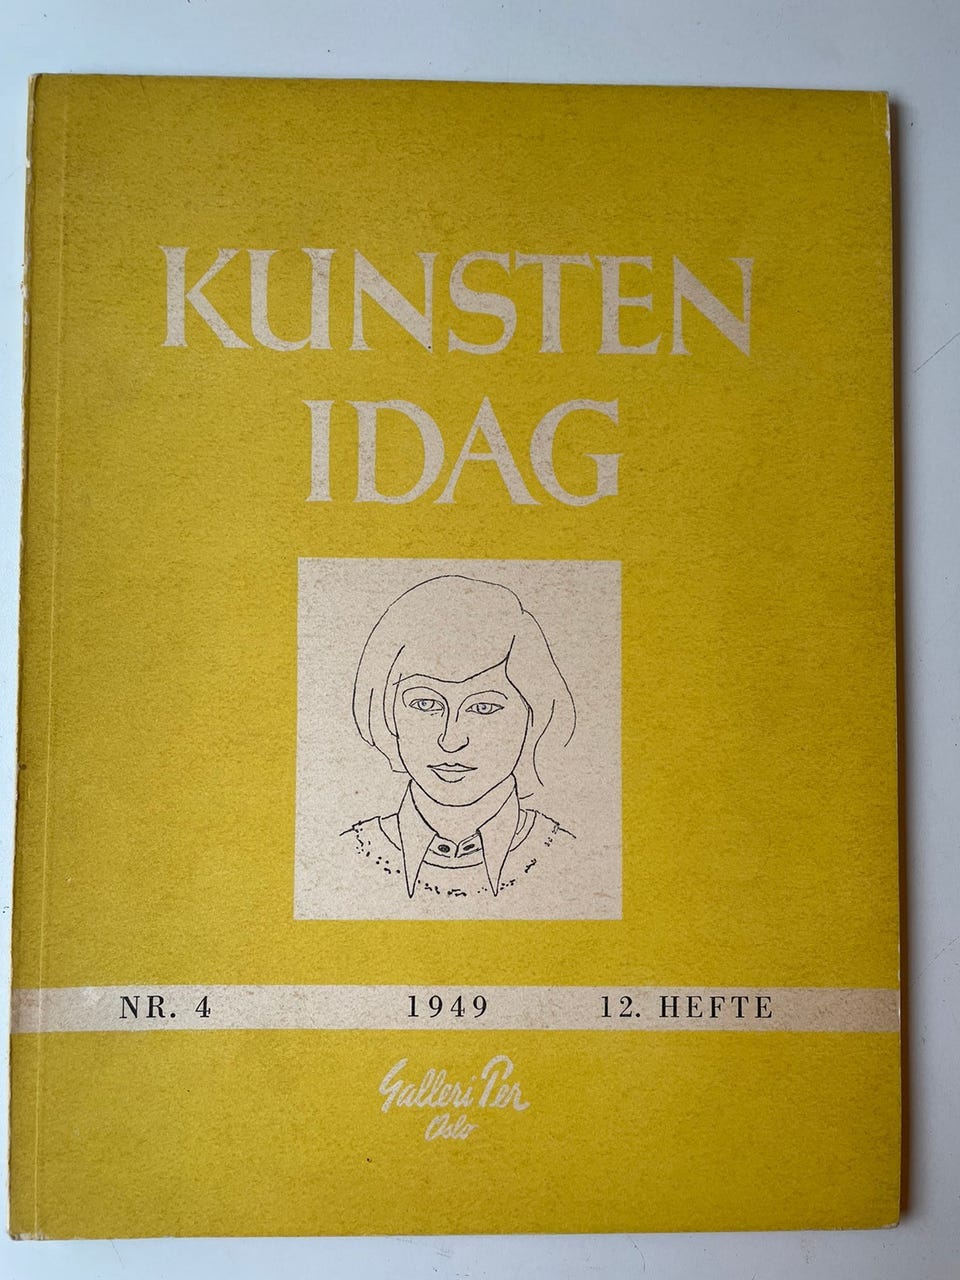 KUNSTEN
IDAG
NR. 4 1949 12. HEFTE
Galleri Per
Oslo